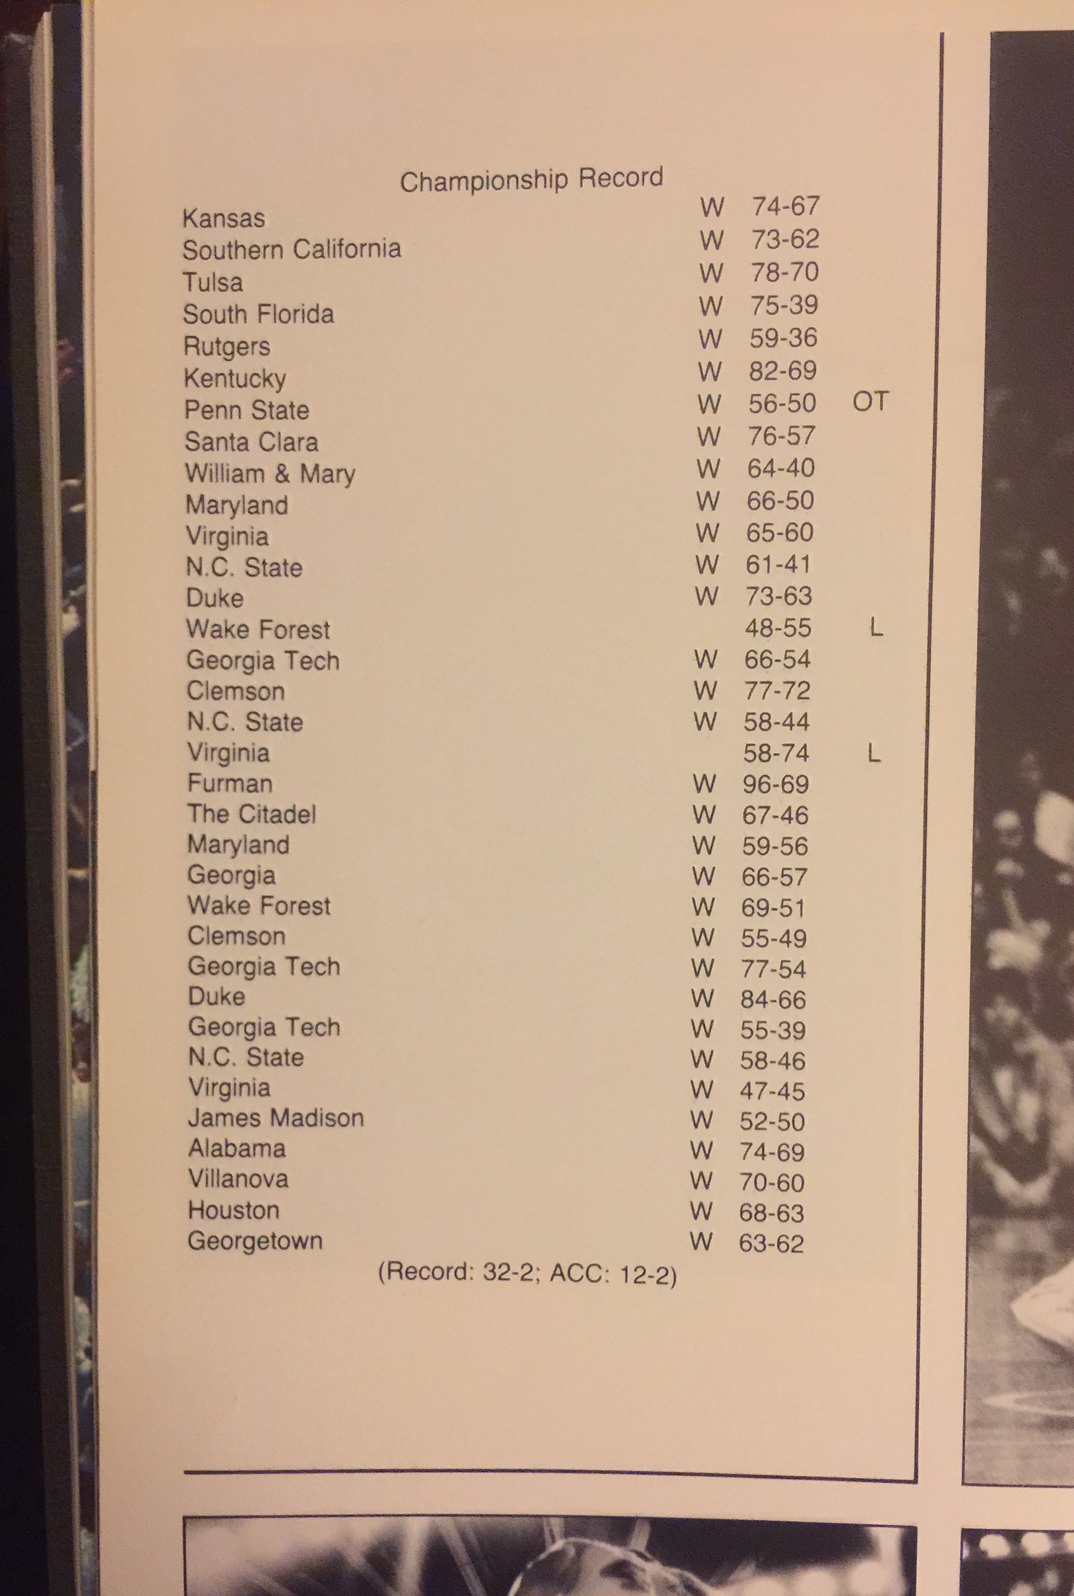 Championship Record
Kansas W 74-67
Southern California W 73-62
Tulsa W 78-70
South Florida W 75-39
Rutgers W 59-36
Kentucky W 82-69
Penn State W 56-50 OT
Santa Clara W 76-57
William & Mary W 64-40
Maryland W 66-50
Virginia W 65-60
N.C. State W 61-41
Duke W 73-63
Wake Forest 48-55 L
Georgia Tech W 66-54
Clemson W 77-72
N.C. State W 58-44
Virginia 58-74 L
Furman W 96-69
The Citadel W 67-46
Maryland W 59-56
Georgia W 66-57
Wake Forest W 69-51
Clemson W 55-49
Georgia Tech W 77-54
Duke W 84-66
Georgia Tech W 55-39
N.C. State W 58-46
Virginia W 47-45
James Madison W 52-50
Alabama W 74-69
Villanova W 70-60
Houston W 68-63
Georgetown W 63-62
(Record: 32-2; ACC: 12-2)